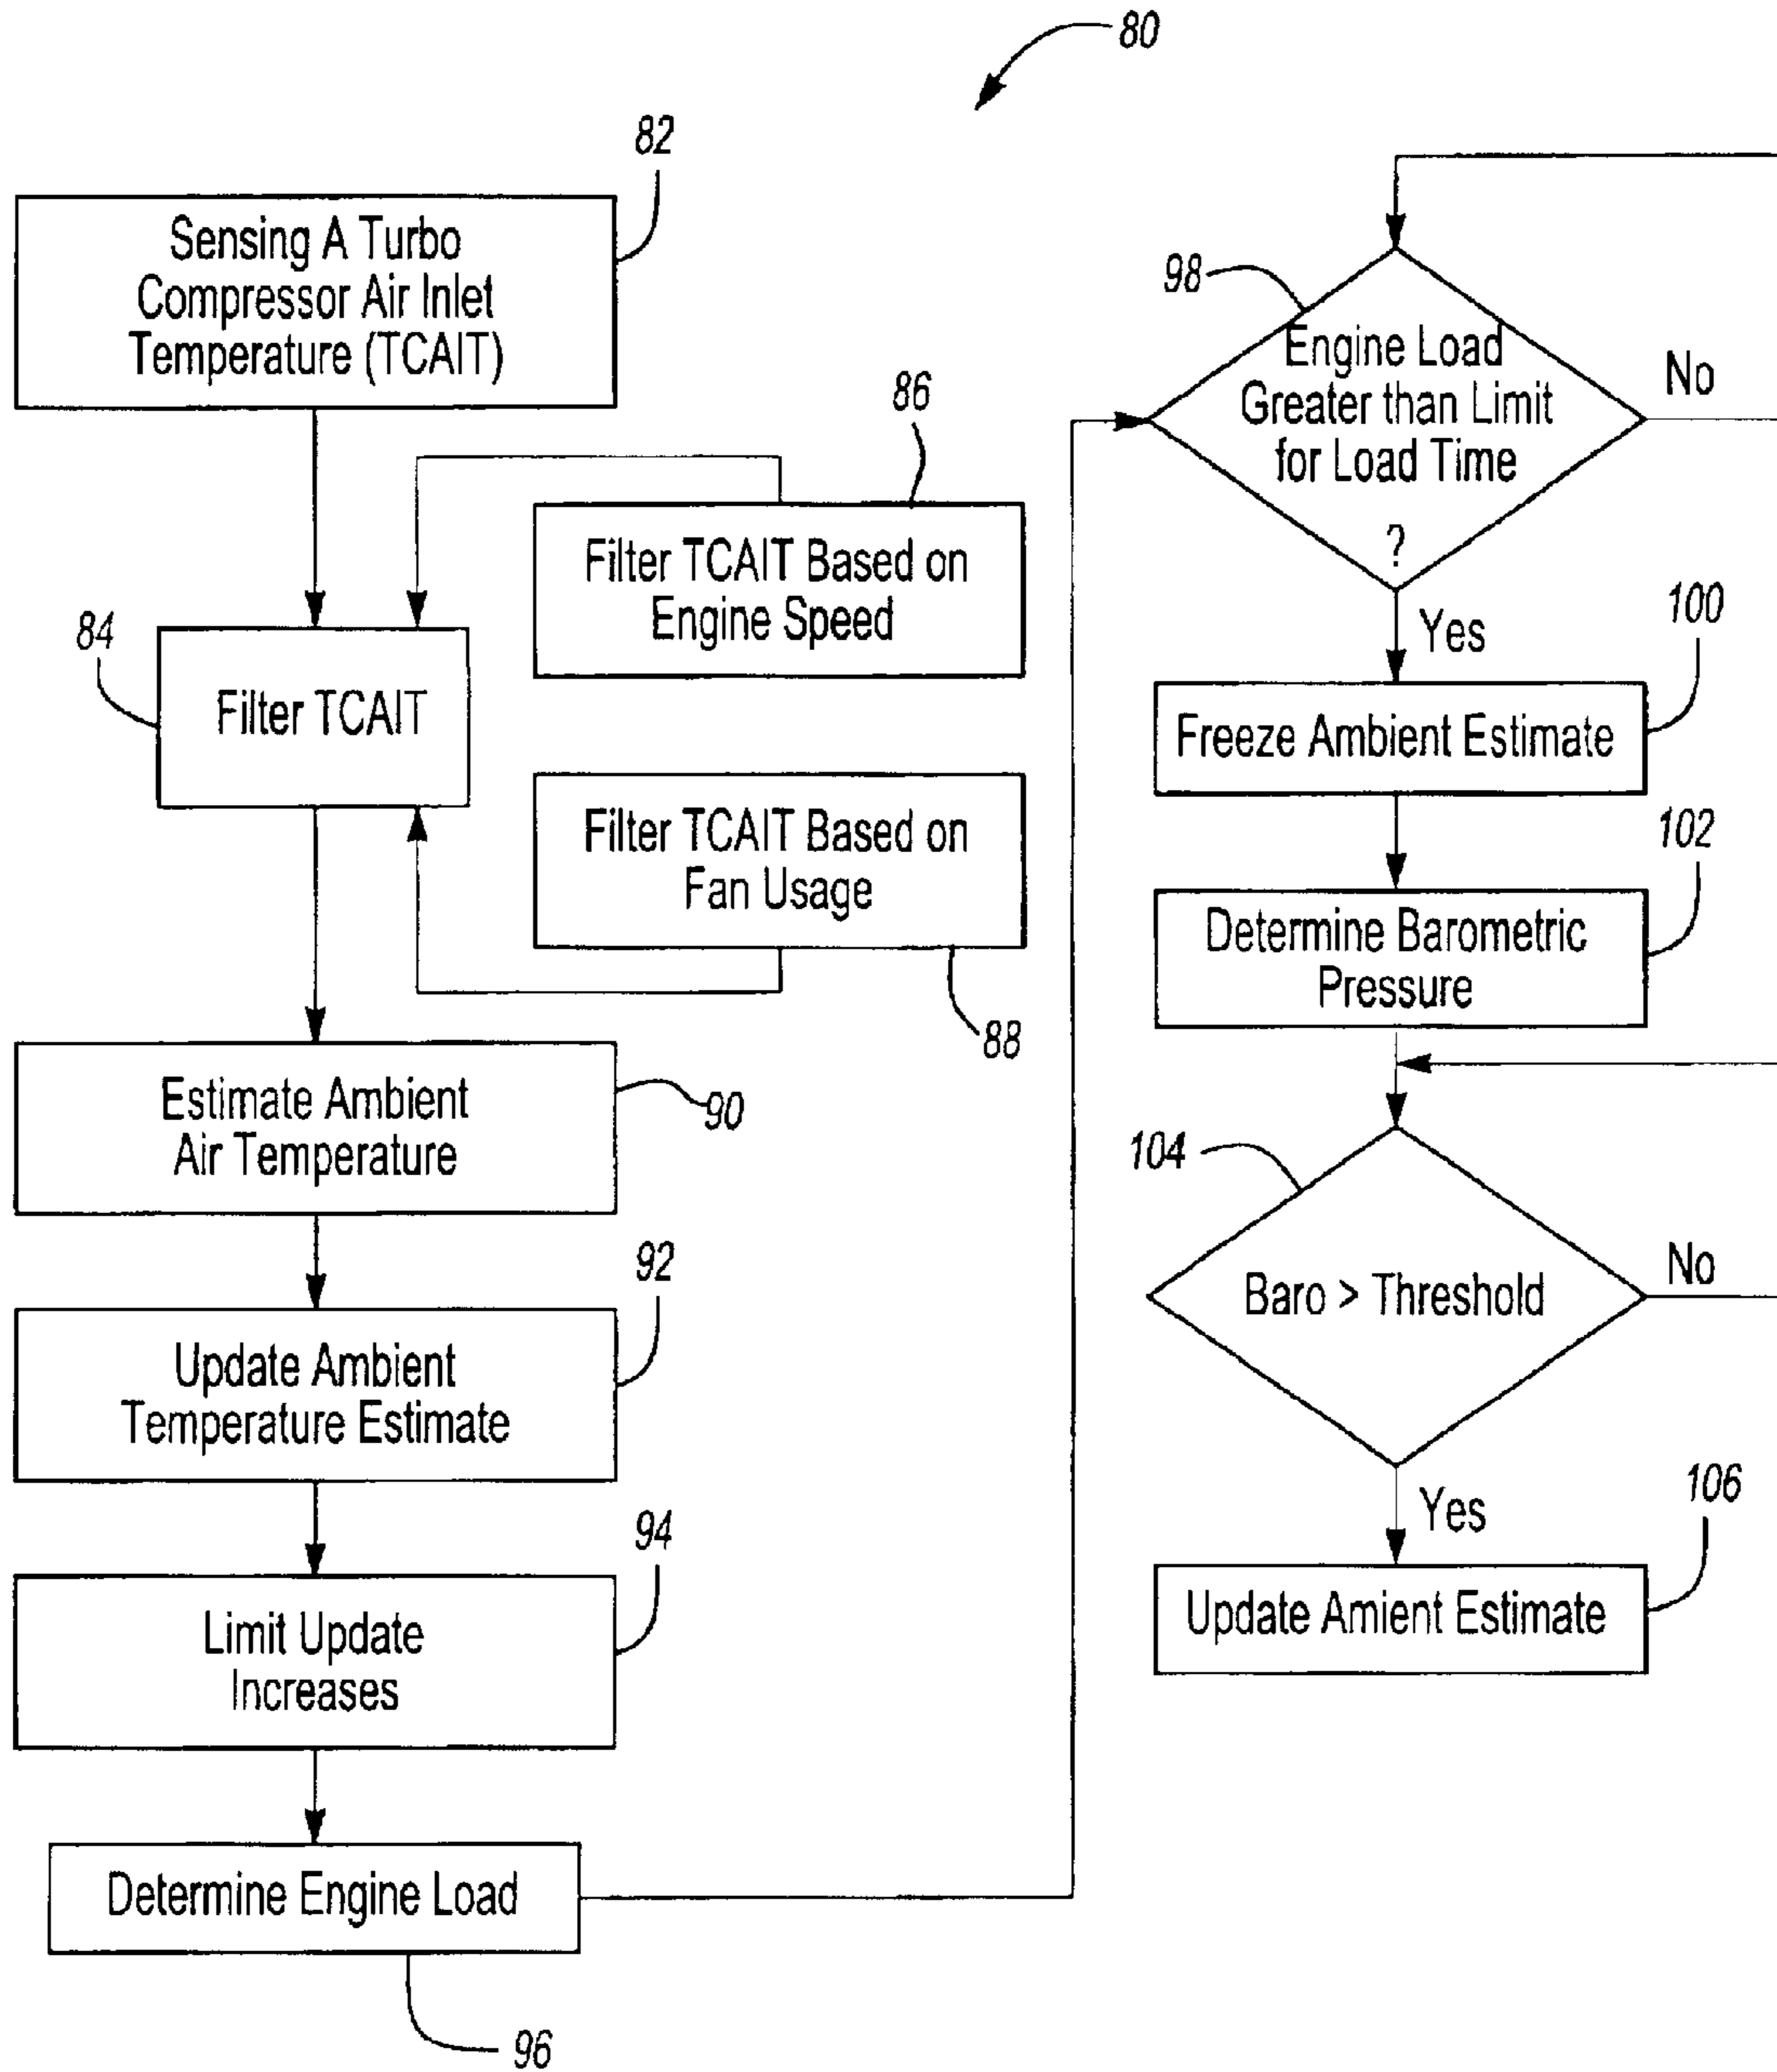 80
82
Sensing A Turbo
Compressor Air Inlet
Temperature (TCAIT)
86
Filter TCAIT Based on
Engine Speed
84
Filter TCAIT
Filter TCAIT Based on
Fan Usage
88
Estimate Ambient
Air Temperature
90
92
Update Ambient
Temperature Estimate
94
Limit Update
Increases
Determine Engine Load
96
98
Engine Load
Greater than Limit
for Load Time
?
No
Yes
100
Freeze Ambient Estimate
102
Determine Barometric
Pressure
104
Baro > Threshold
No
Yes
106
Update Amient Estimate